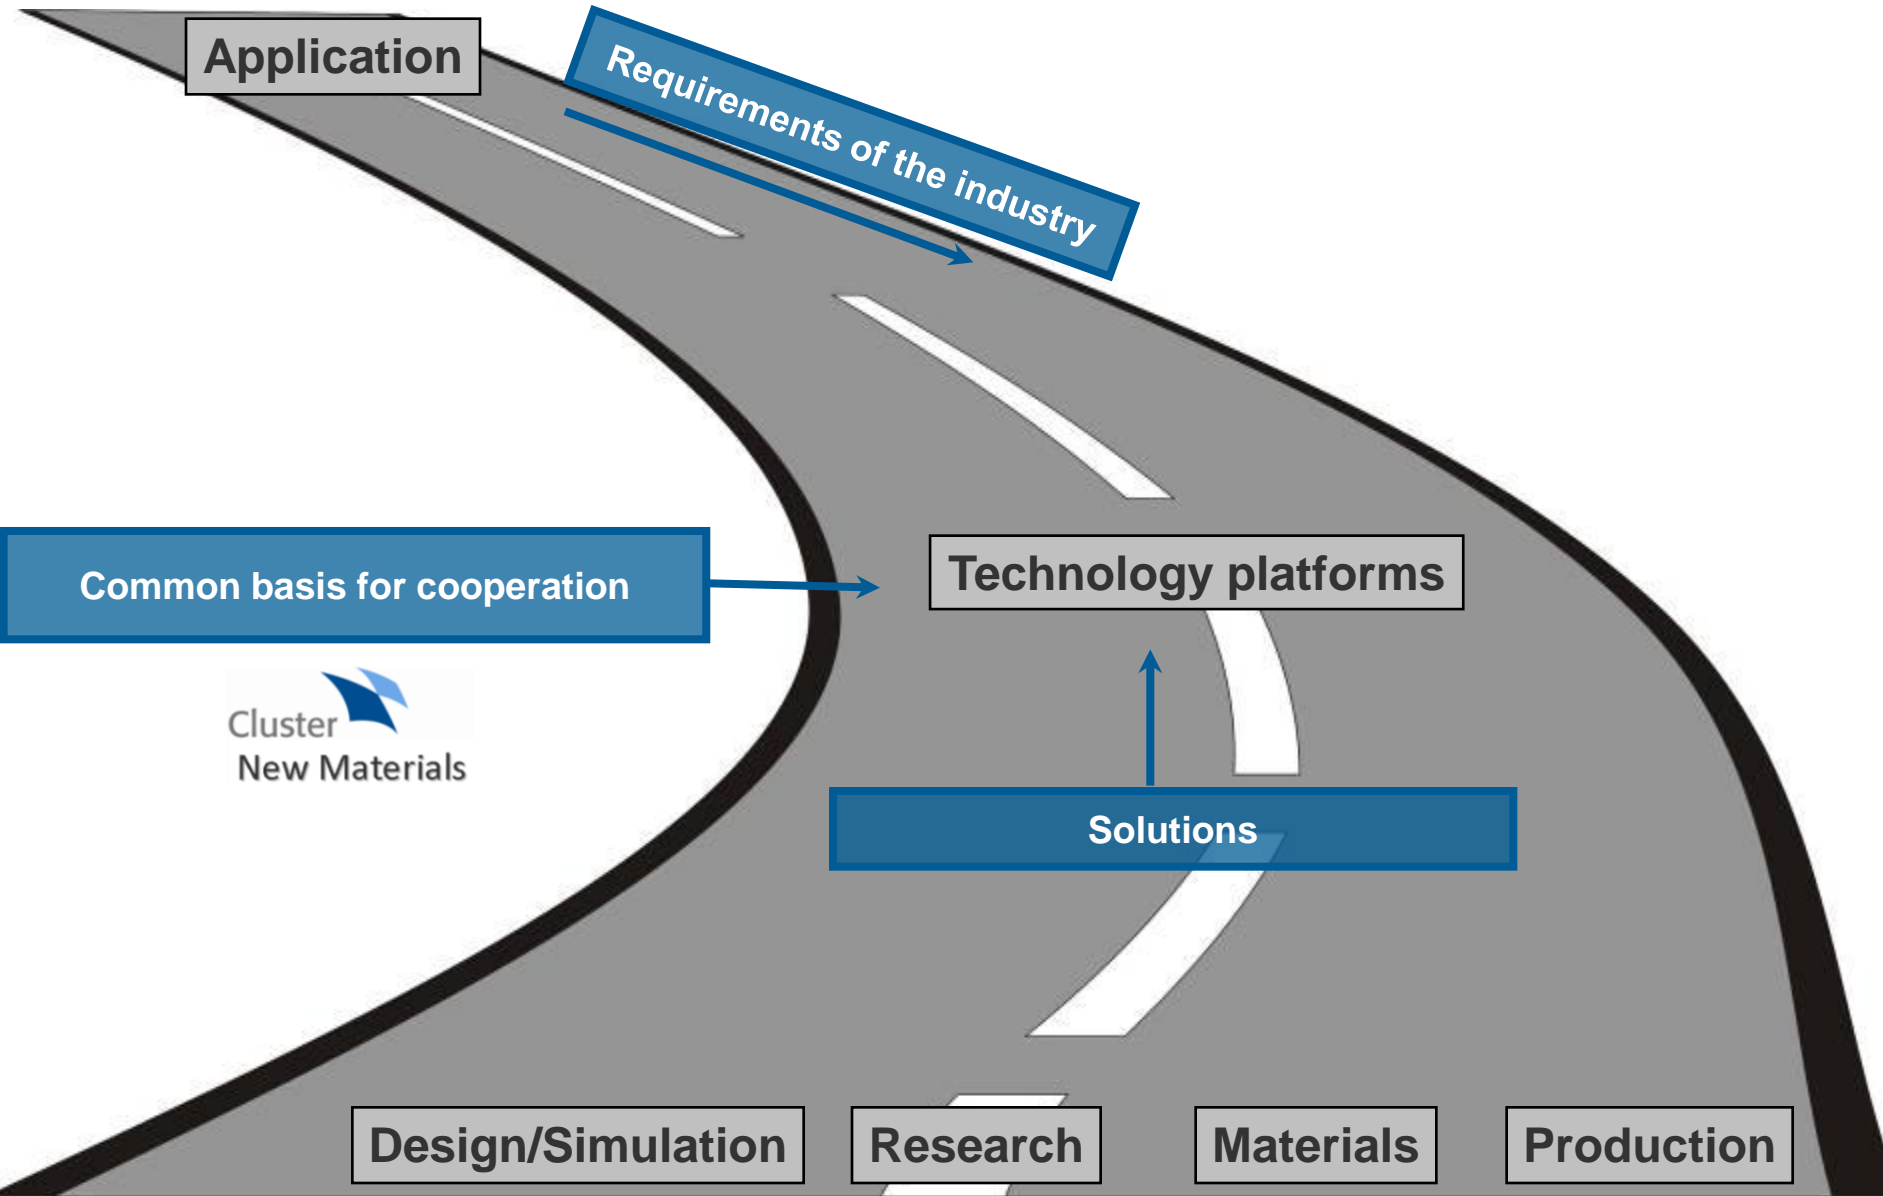 Application
Requirements of the industry
Common basis for cooperation
Technology platforms
Cluster
New Materials
Solutions
Design/Simulation
Research
Materials
Production